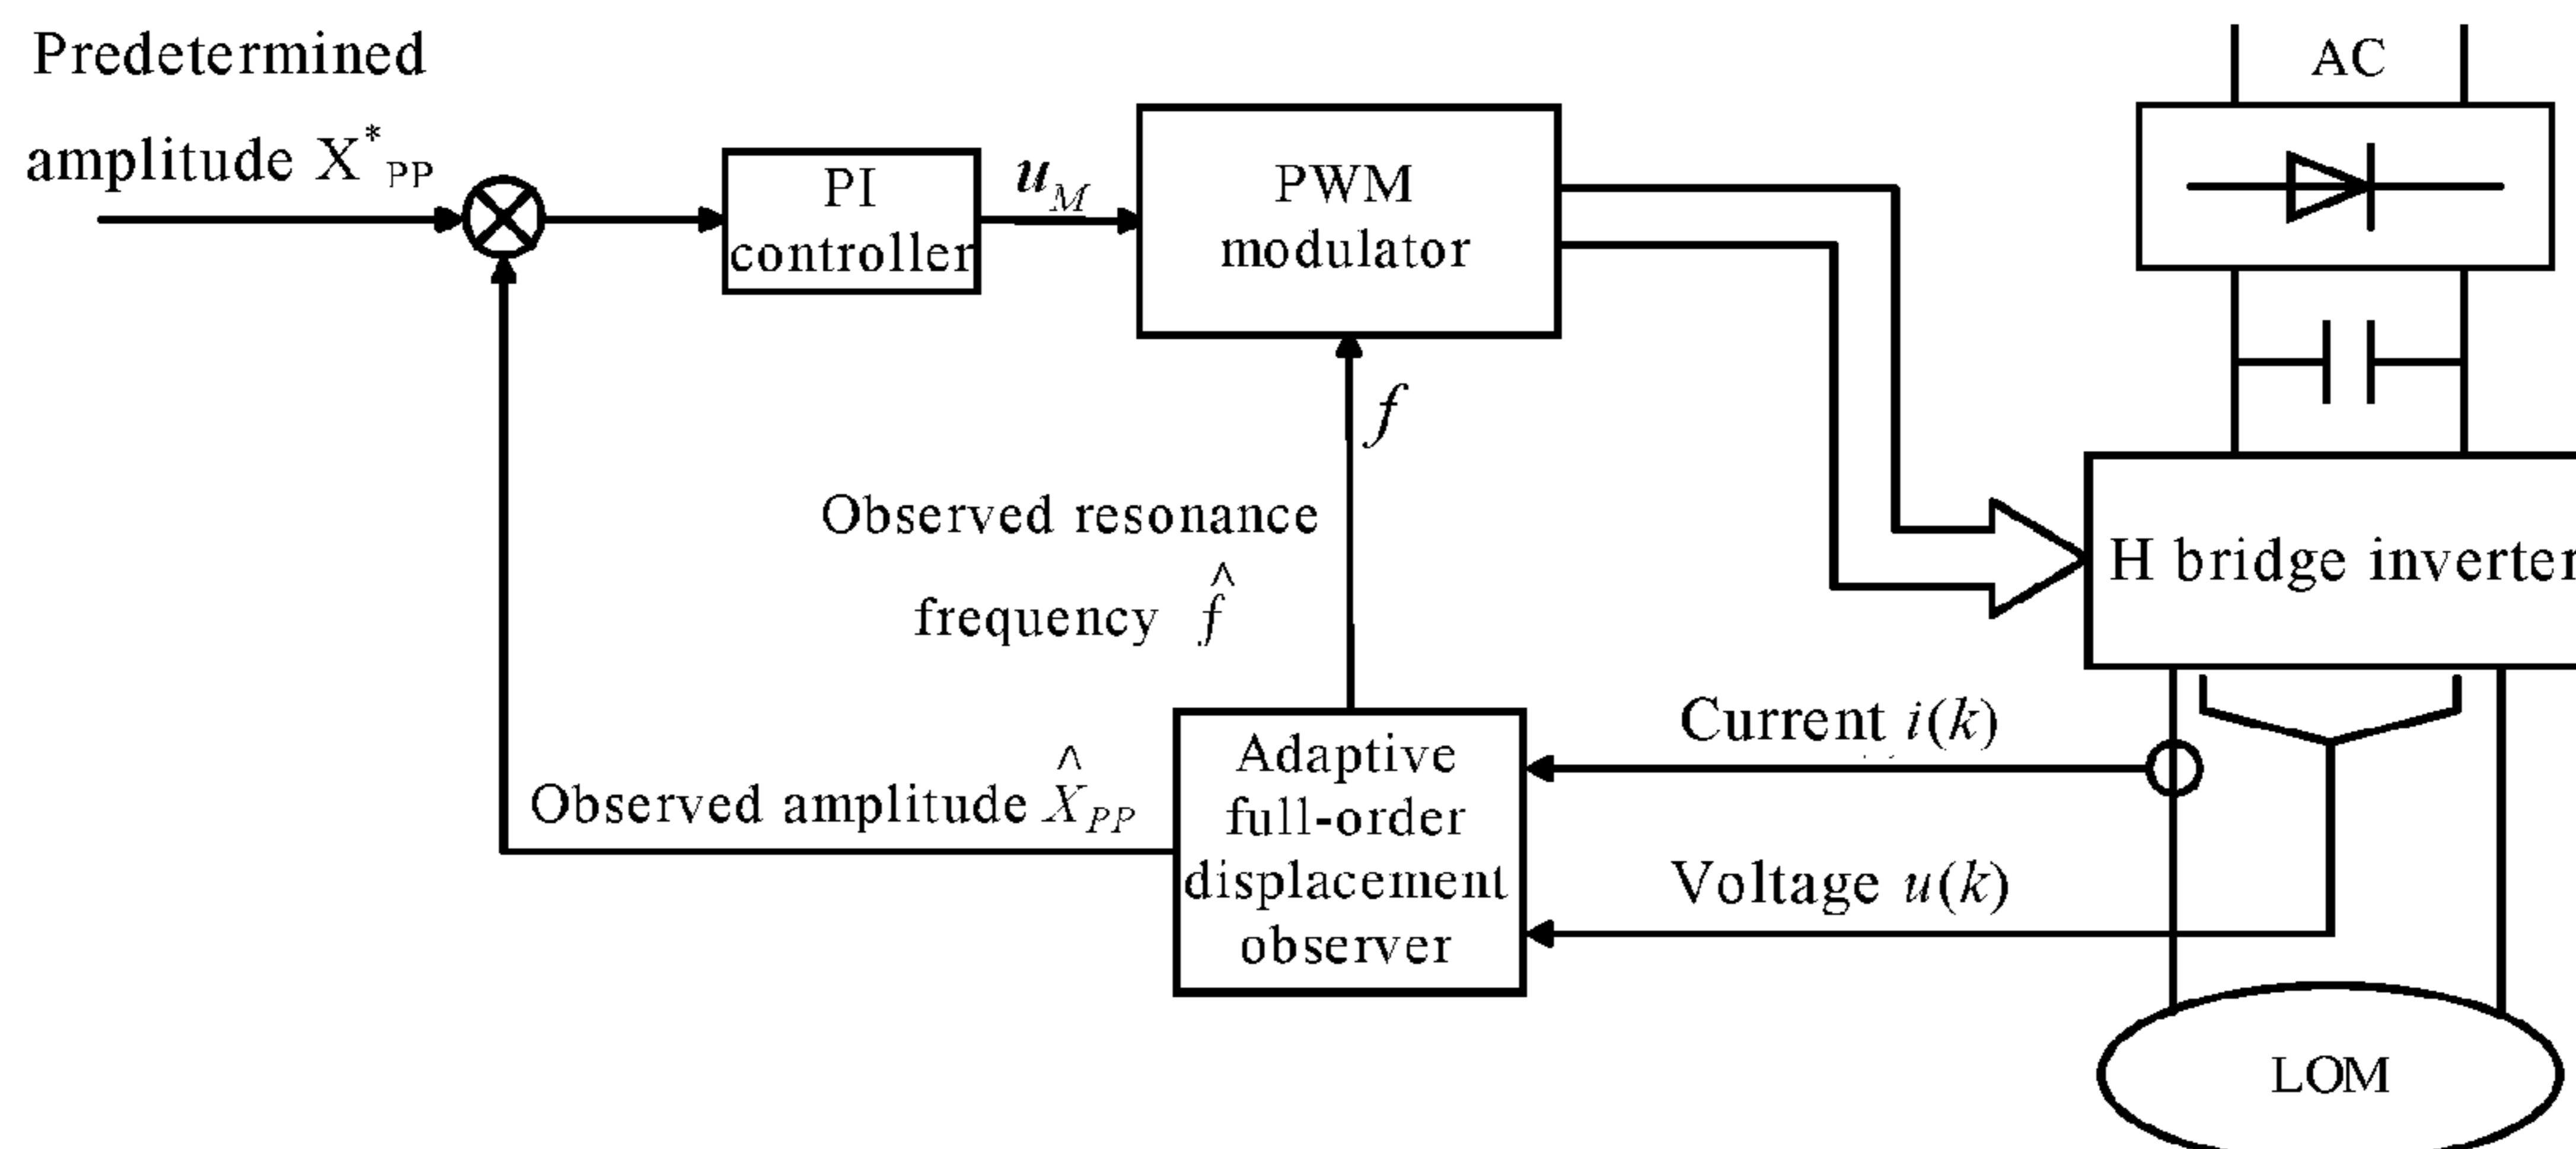 Predetermined
amplitude X*PP
PI
controller
uM
PWM
modulator
AC
f
Observed resonance
frequency f̂
H bridge inverter
Current i(k)
Observed amplitude X̂PP
Adaptive
full-order
displacement
observer
Voltage u(k)
LOM